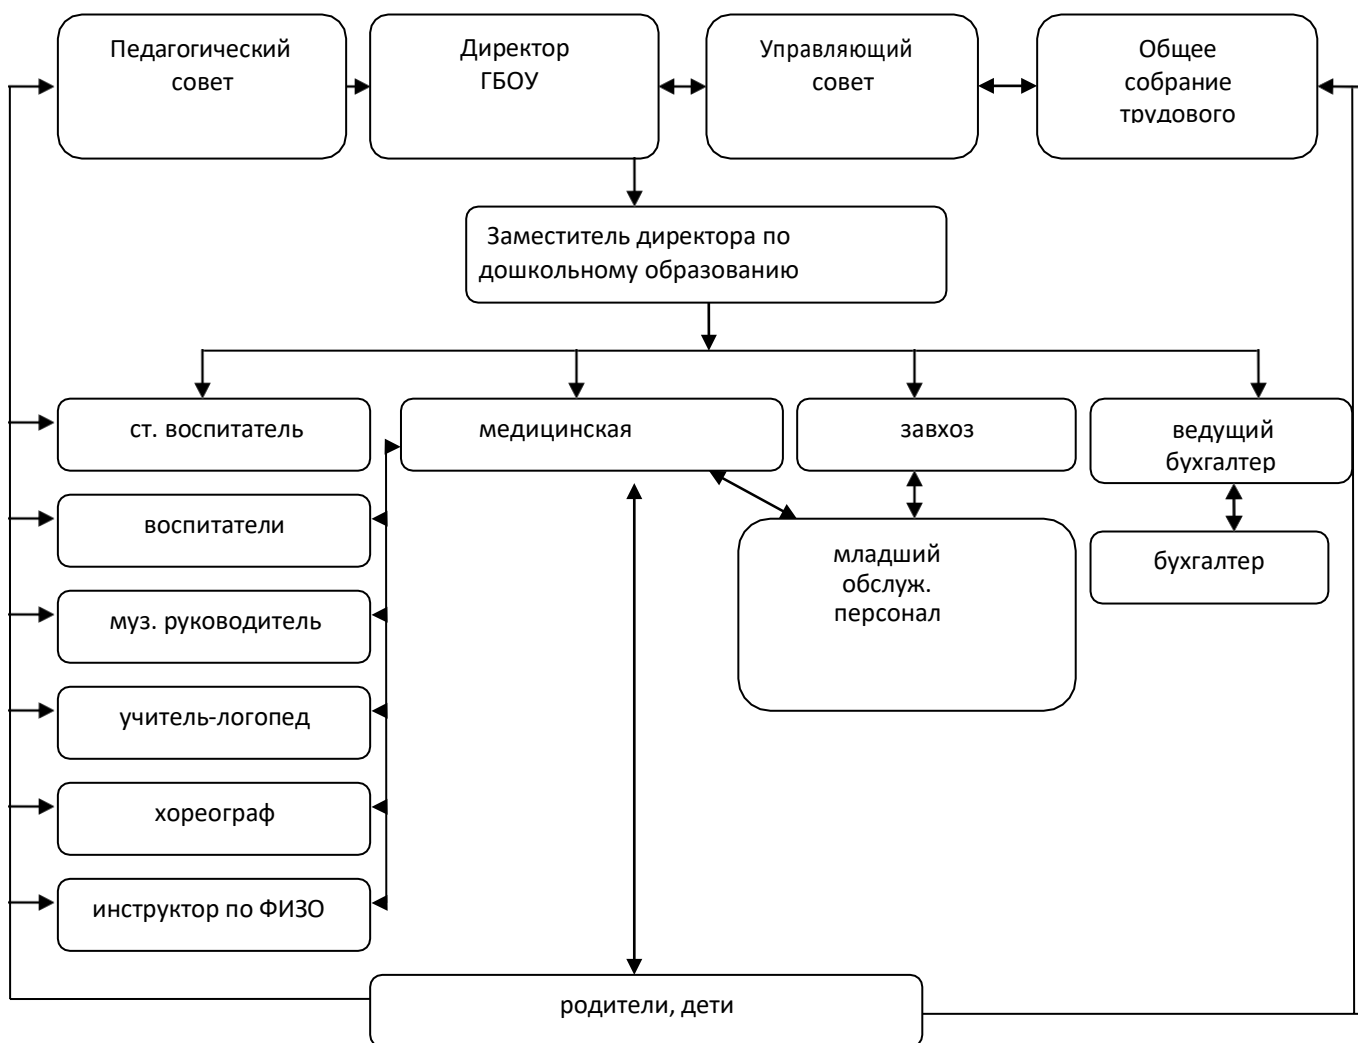 Педагогический
совет
Директор
ГБОУ
Управляющий
совет
Общее
собрание
трудового
Заместитель директора по
дошкольному образованию
ст. воспитатель
медицинская
завхоз
ведущий
бухгалтер
воспитатели
младший
обслуж.
персонал
бухгалтер
муз. руководитель
учитель-логопед
хореограф
инструктор по ФИЗО
родители, дети